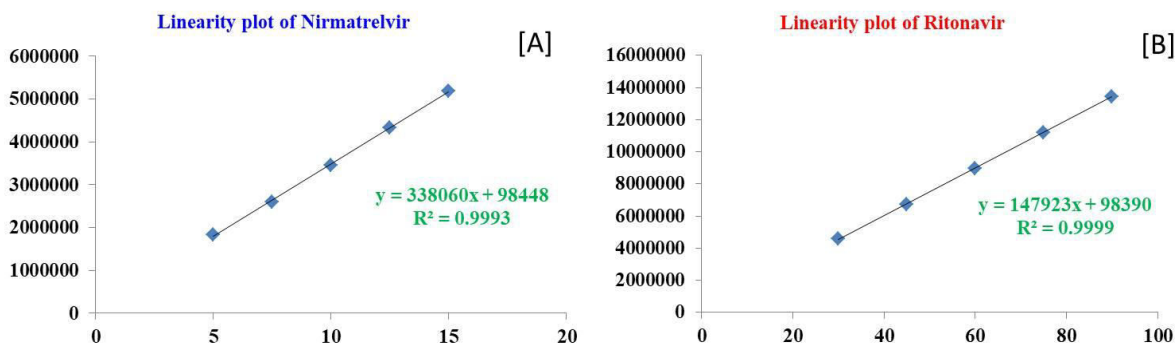 Linearity plot of Nirmatrelvir
[A]
6000000
5000000
4000000
3000000
2000000
1000000
0
y = 338060x + 98448
R² = 0.9993
0 5 10 15 20
Linearity plot of Ritonavir
[B]
16000000
14000000
12000000
10000000
8000000
6000000
4000000
2000000
0
y = 147923x + 98390
R² = 0.9999
0 20 40 60 80 100